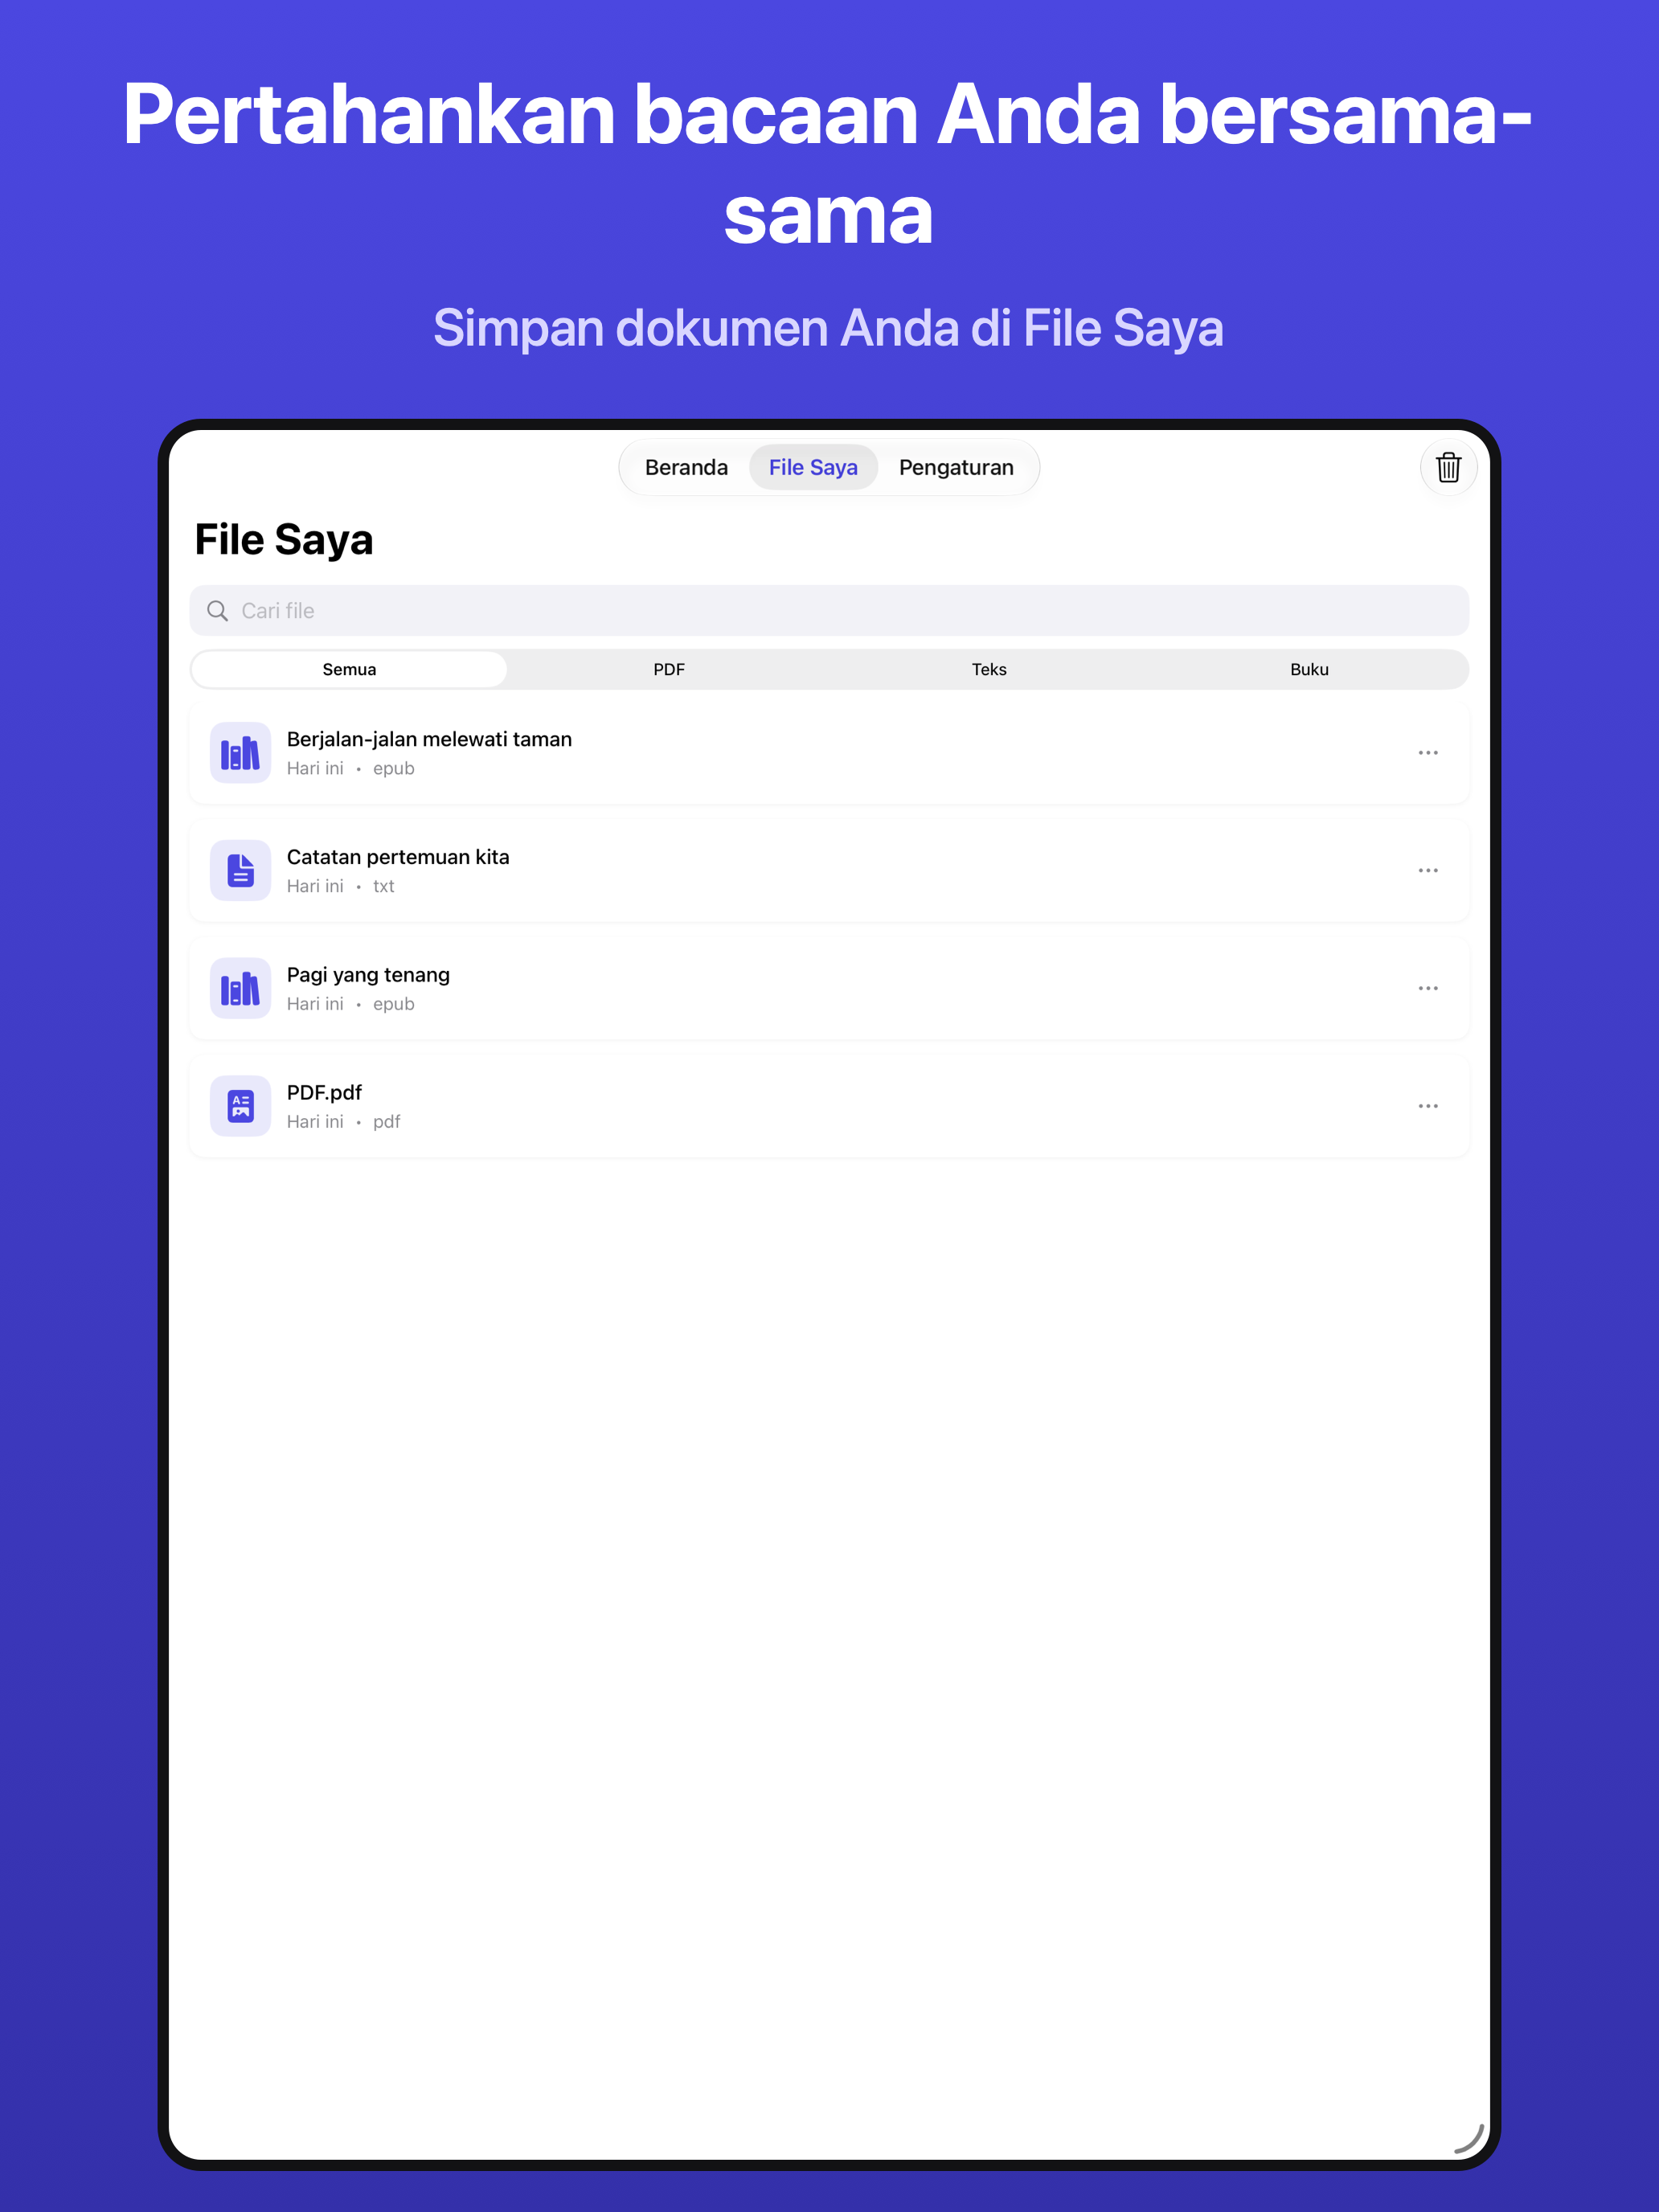 Pertahankan bacaan Anda bersama-
sama
Simpan dokumen Anda di File Saya
Beranda File Saya Pengaturan
File Saya
Cari file
Semua PDF Teks Buku
Berjalan-jalan melewati taman
Hari ini • epub
Catatan pertemuan kita
Hari ini • txt
Pagi yang tenang
Hari ini • epub
PDF.pdf
Hari ini • pdf